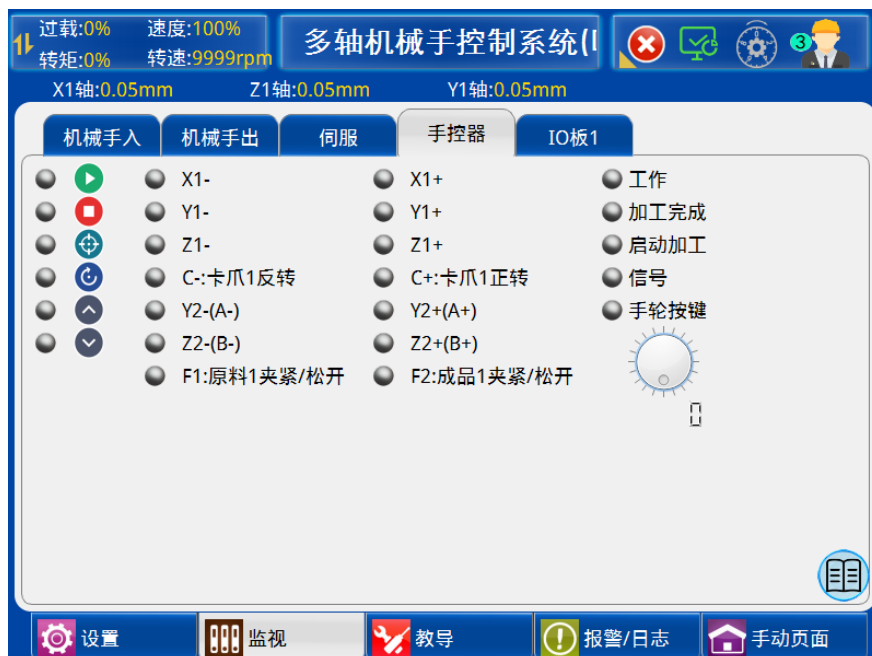 过载:0% 速度:100%
多轴机械手控制系统(I
3
转矩:0% 转速:9999rpm
X1轴:0.05mm Z1轴:0.05mm Y1轴:0.05mm
机械手入 机械手出 伺服 手控器 IO板1
X1- X1+ 工作
Y1- Y1+ 加工完成
Z1- Z1+ 启动加工
C-:卡爪1反转 C+:卡爪1正转 信号
Y2-(A-) Y2+(A+) 手轮按键
Z2-(B-) Z2+(B+)
F1:原料1夹紧/松开 F2:成品1夹紧/松开
0
设置 监视 教导 报警/日志 手动页面